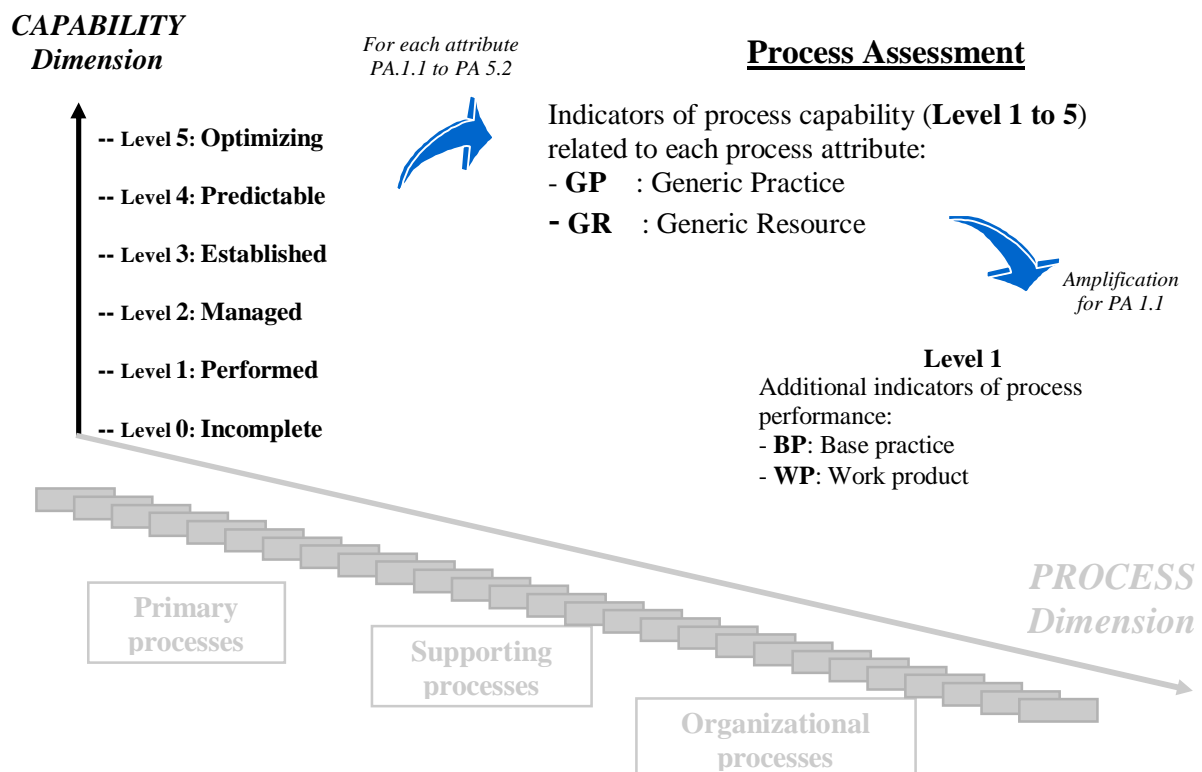 CAPABILITY
Dimension
For each attribute
PA.1.1 to PA 5.2
Process Assessment
Indicators of process capability (Level 1 to 5)
related to each process attribute:
- GP : Generic Practice
- GR : Generic Resource
-- Level 5: Optimizing
-- Level 4: Predictable
-- Level 3: Established
-- Level 2: Managed
-- Level 1: Performed
-- Level 0: Incomplete
Amplification
for PA 1.1
Level 1
Additional indicators of process
performance:
- BP: Base practice
- WP: Work product
PROCESS
Dimension
Primary
processes
Supporting
processes
Organizational
processes